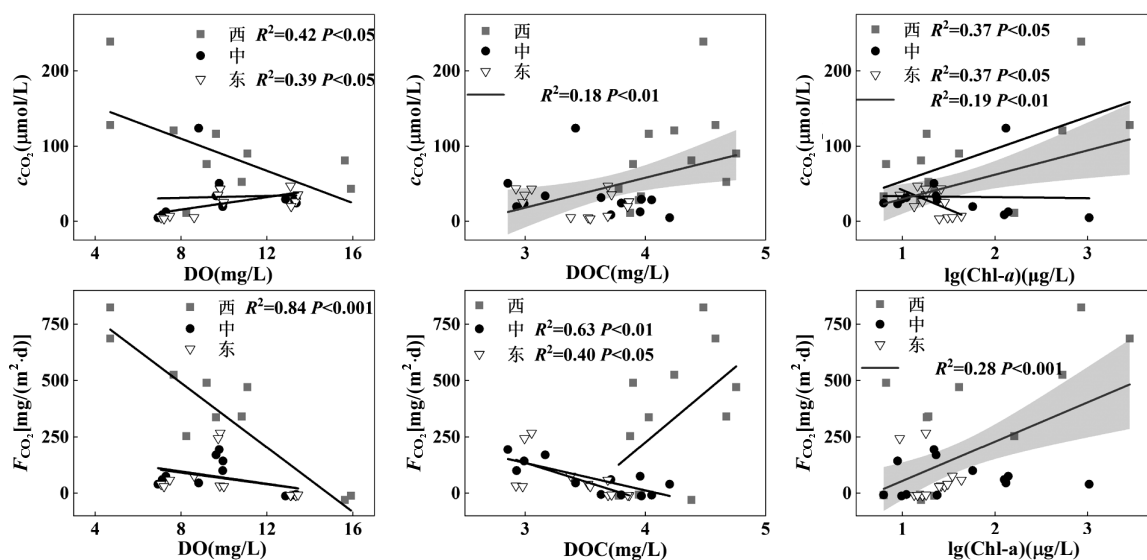 西 R²=0.42 P<0.05
中
东 R²=0.39 P<0.05
200
100
0
c_CO₂(μmol/L)
4 8 12 16
DO(mg/L)
西
中
东
R²=0.18 P<0.01
200
100
0
c_CO₂(μmol/L)
3 4 5
DOC(mg/L)
西 R²=0.37 P<0.05
中
东 R²=0.37 P<0.05
R²=0.19 P<0.01
200
100
0
c_CO₂(μmol/L)
1 2 3
lg(Chl-a)(μg/L)
西 R²=0.84 P<0.001
中
东
750
500
250
0
F_CO₂[mg/(m²·d)]
4 8 12 16
DO(mg/L)
西
中 R²=0.63 P<0.01
东 R²=0.40 P<0.05
750
500
250
0
F_CO₂[mg/(m²·d)]
3 4 5
DOC(mg/L)
西
中
东
R²=0.28 P<0.001
750
500
250
0
F_CO₂[mg/(m²·d)]
1 2 3
lg(Chl-a)(μg/L)